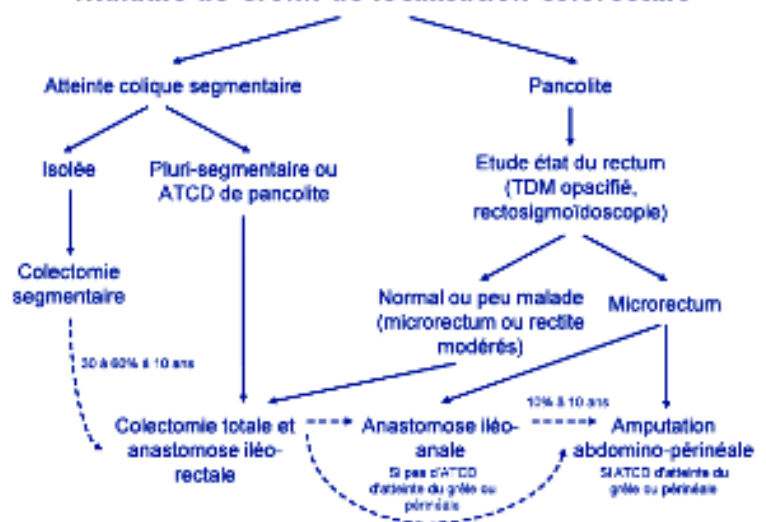 Atteinte colique segmentaire
Pancolite
Isolée
Pluri-segmentaire ou
ATCD de pancolite
Etude état du rectum
(TDM opacifié,
rectosigmoïdoscopie)
Colectomie
segmentaire
Normal ou peu malade
(microrectum ou rectite
modérés)
Microrectum
30 à 60% à 10 ans
10% à 10 ans
Colectomie totale et
anastomose iléo-
rectale
Anastomose iléo-
anale
Si pas d'ATCD
d'atteinte du grêle ou
périnéale
Amputation
abdomino-périnéale
Si ATCD d'atteinte du
grêle ou périnéale